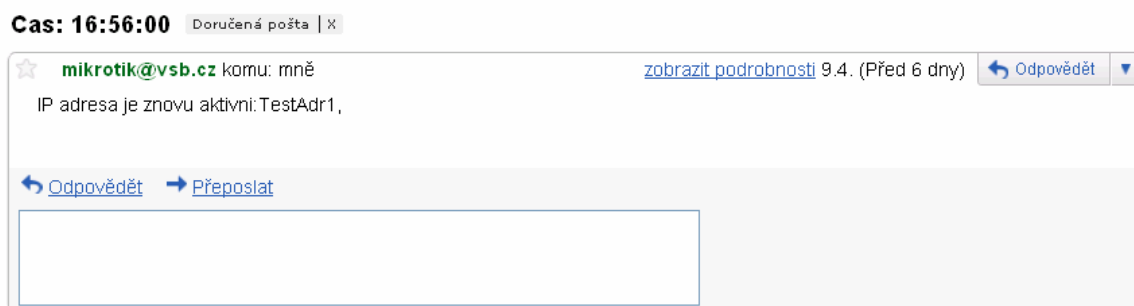 Cas: 16:56:00 Doručená pošta | X
mikrotik@vsb.cz komu: mně zobrazit podrobnosti 9.4. (Před 6 dny) Odpovědět
IP adresa je znovu aktivni:TestAdr1,
Odpovědět Přeposlat